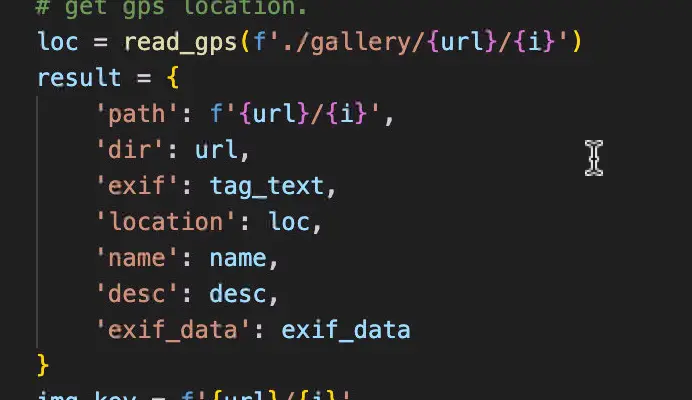 # get gps location.
loc = read_gps(f'./gallery/{url}/{i}')
result = {
    'path': f'{url}/{i}',
    'dir': url,
    'exif': tag_text,
    'location': loc,
    'name': name,
    'desc': desc,
    'exif_data': exif_data
}
img_key = f'{url}/{i}'